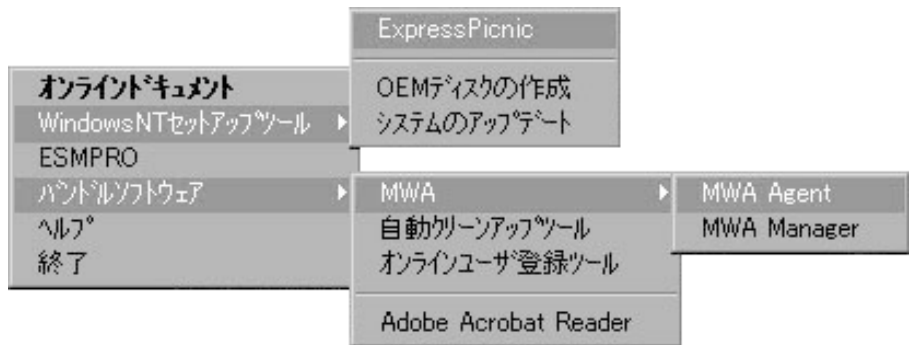 オンラインドキュメント
WindowsNTセットアップツール
ESMPRO
バンドルソフトウェア
ヘルプ
終了
ExpressPicnic
OEMディスクの作成
システムのアップデート
MWA
自動クリーンアップツール
オンラインユーザ登録ツール
Adobe Acrobat Reader
MWA Agent
MWA Manager